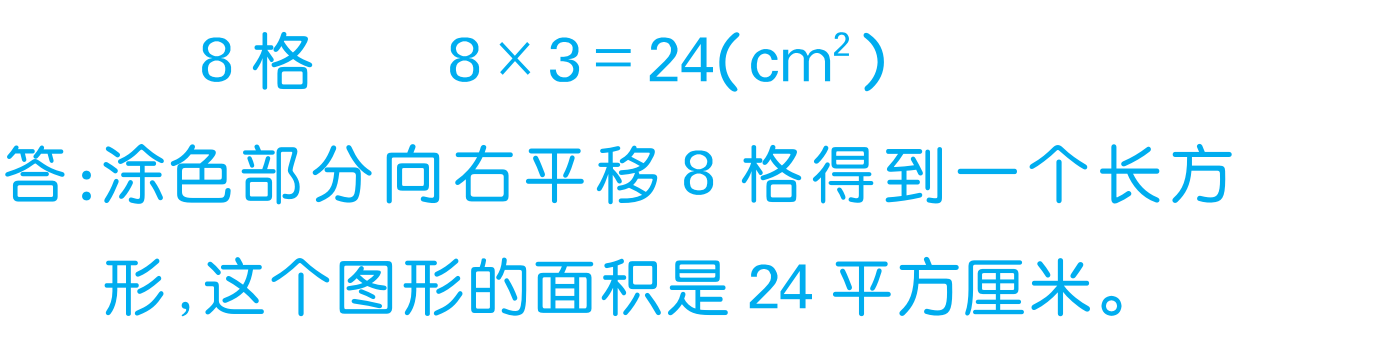 8 格 8×3=24(cm²)
答:涂色部分向右平移 8 格得到一个长方
形,这个图形的面积是 24 平方厘米。